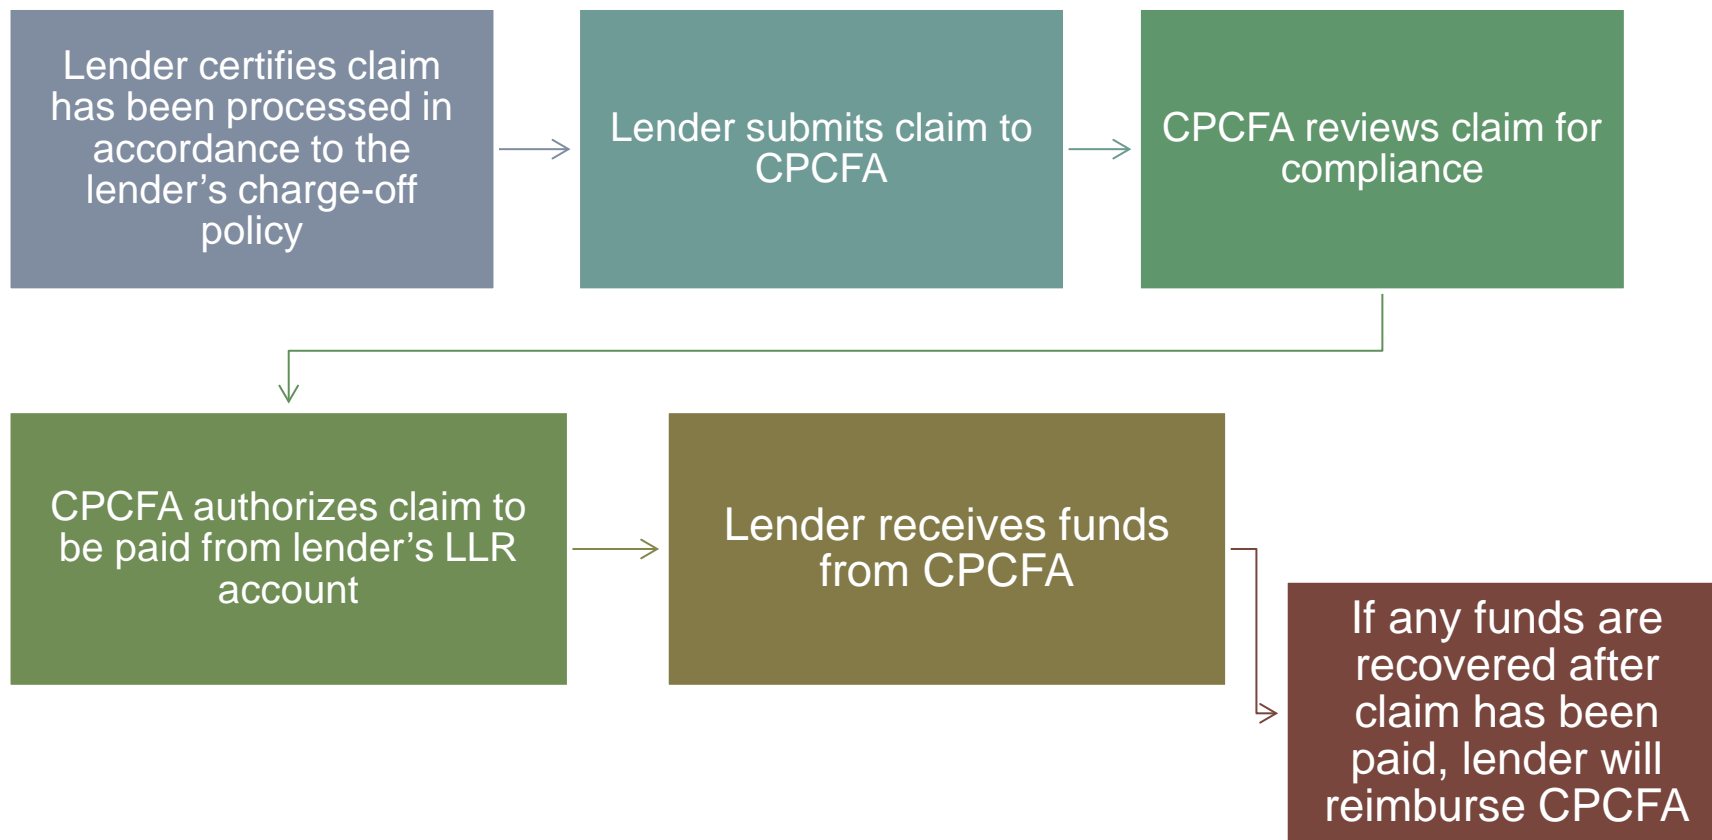 Lender certifies claim
has been processed in
accordance to the
lender’s charge-off
policy
Lender submits claim to
CPCFA
CPCFA reviews claim for
compliance
CPCFA authorizes claim to
be paid from lender’s LLR
account
Lender receives funds
from CPCFA
If any funds are
recovered after
claim has been
paid, lender will
reimburse CPCFA